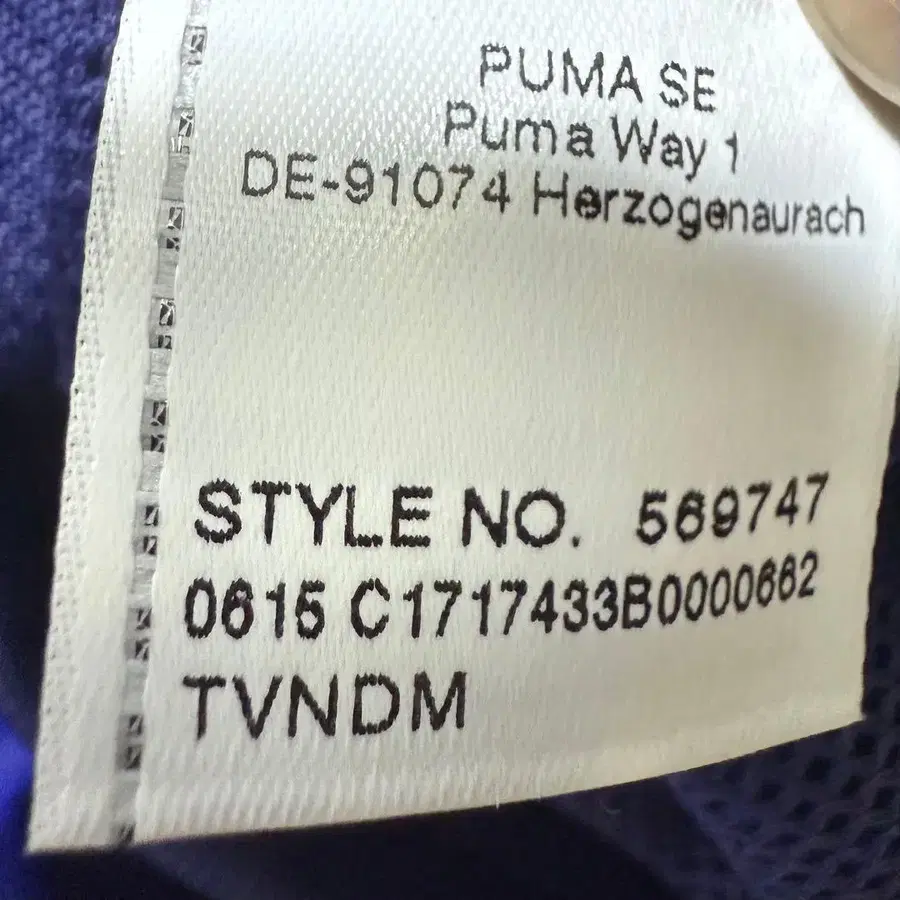 PUMA SE
Puma Way 1
DE-91074 Herzogenaurach
STYLE NO. 569747
0615 C1717433B0000662
TVNDM